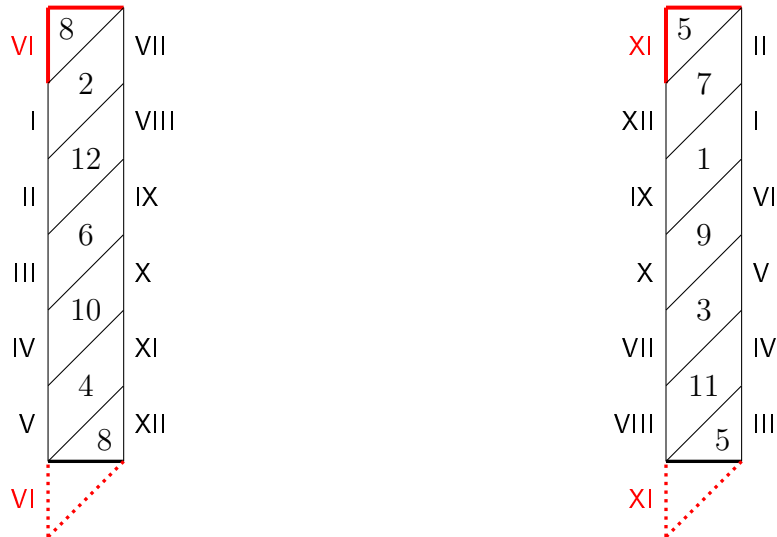 8 5
VI VII XI II
2 7
I VIII XII I
12 1
II IX IX VI
6 9
III X X V
10 3
IV XI VII IV
4 11
V XII VIII III
8 5
VI XI